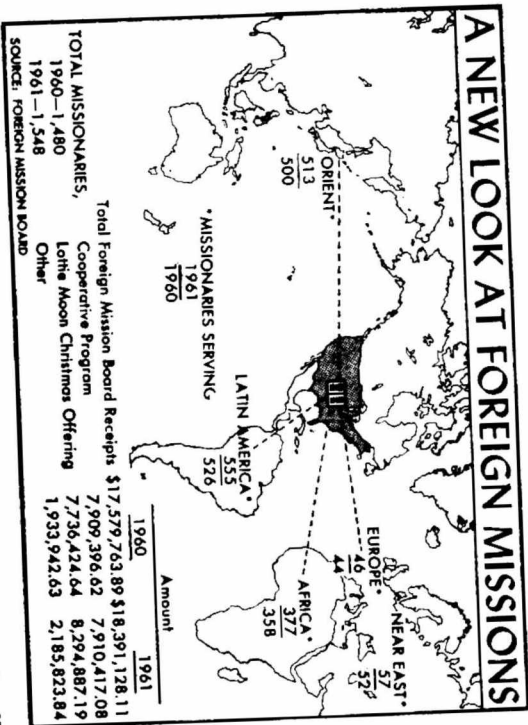 A NEW LOOK AT FOREIGN MISSIONS
ORIENT*
513
500
*MISSIONARIES SERVING
1961
1960
LATIN AMERICA*
555
526
EUROPE*
46
44
NEAR EAST*
57
52
AFRICA*
377
358
TOTAL MISSIONARIES,
1960—1,480
1961—1,548
SOURCE: FOREIGN MISSION BOARD
Amount
1960 1961
Total Foreign Mission Board Receipts $17,579,763.89 $18,391,128.11
Cooperative Program 7,909,396.62 7,910,417.08
Lottie Moon Christmas Offering 7,736,424.64 8,294,887.19
Other 1,933,942.63 2,185,823.84